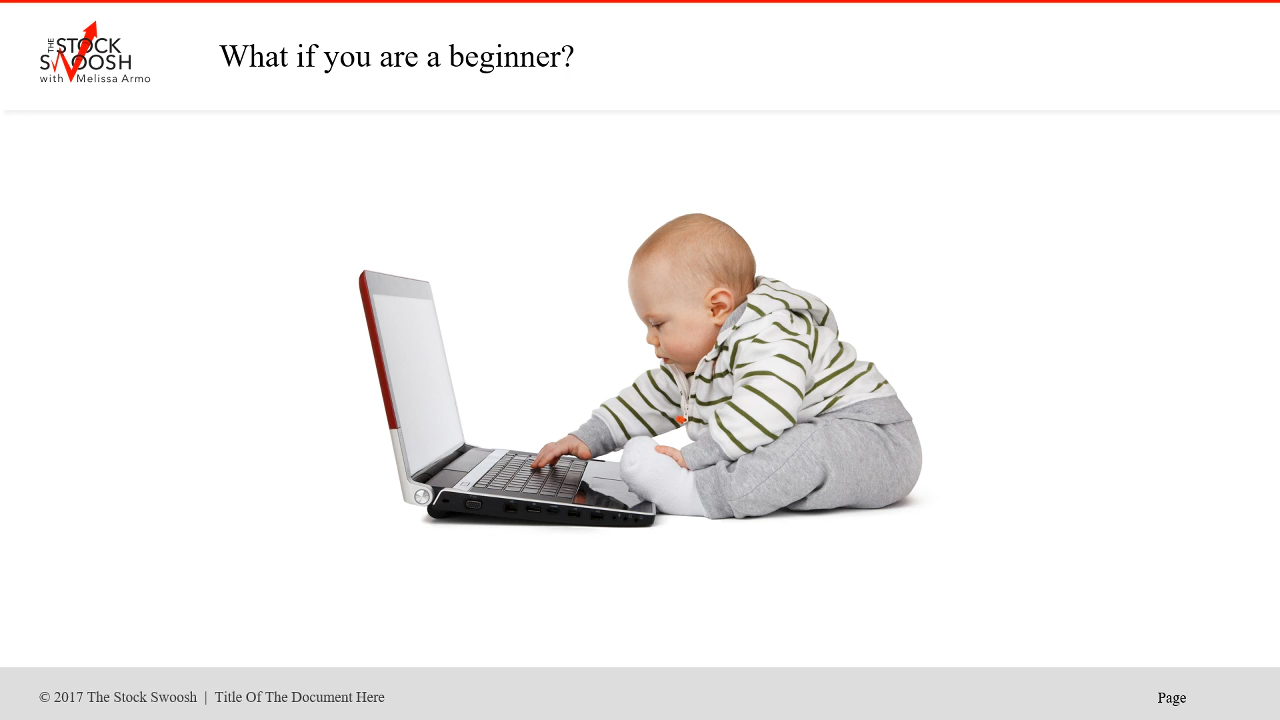 THE STOCK
SWOOSH
with Melissa Armo
What if you are a beginner?
© 2017 The Stock Swoosh | Title Of The Document Here
Page